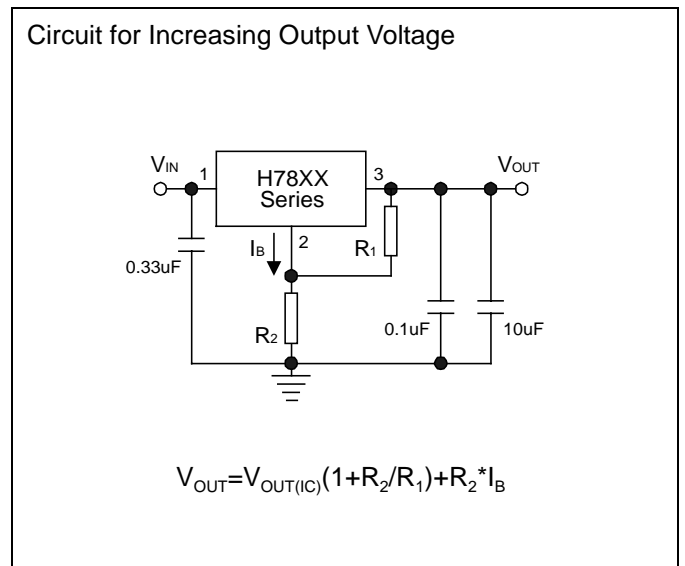 Circuit for Increasing Output Voltage
VIN
1
H78XX
Series
3
VOUT
IB
2
R1
0.33uF
R2
0.1uF
10uF
VOUT=VOUT(IC)(1+R2/R1)+R2*IB